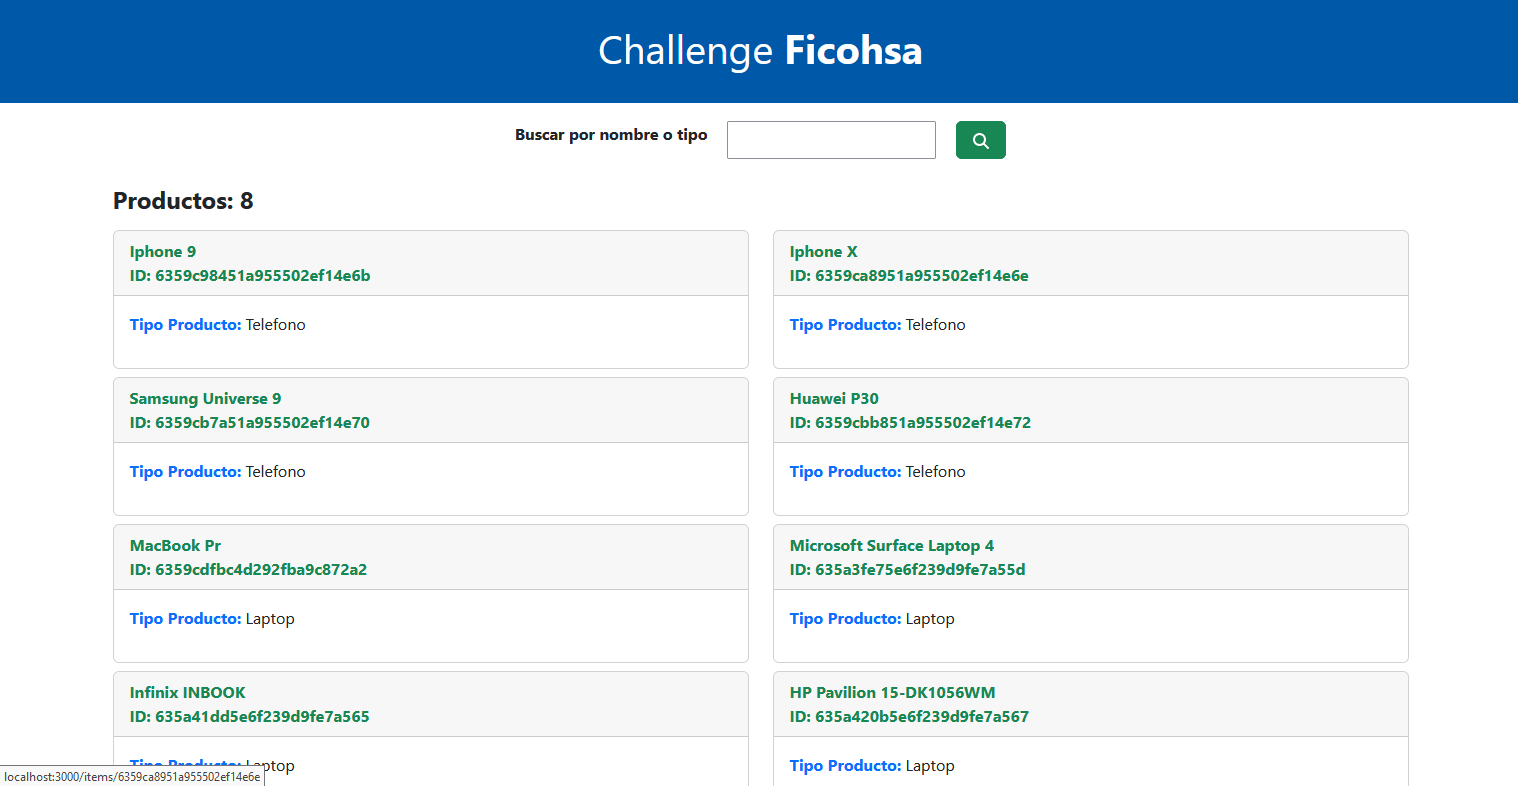 Challenge Ficohsa
Buscar por nombre o tipo
Productos: 8
Iphone 9
ID: 6359c98451a955502ef14e6b
Tipo Producto: Telefono
Iphone X
ID: 6359ca8951a955502ef14e6e
Tipo Producto: Telefono
Samsung Universe 9
ID: 6359cb7a51a955502ef14e70
Tipo Producto: Telefono
Huawei P30
ID: 6359cbb851a955502ef14e72
Tipo Producto: Telefono
MacBook Pr
ID: 6359cdfbc4d292fba9c872a2
Tipo Producto: Laptop
Microsoft Surface Laptop 4
ID: 635a3fe75e6f239d9fe7a55d
Tipo Producto: Laptop
Infinix INBOOK
ID: 635a41dd5e6f239d9fe7a565
Tipo Producto: Laptop
HP Pavilion 15-DK1056WM
ID: 635a420b5e6f239d9fe7a567
Tipo Producto: Laptop
localhost:3000/items/6359ca8951a955502ef14e6e